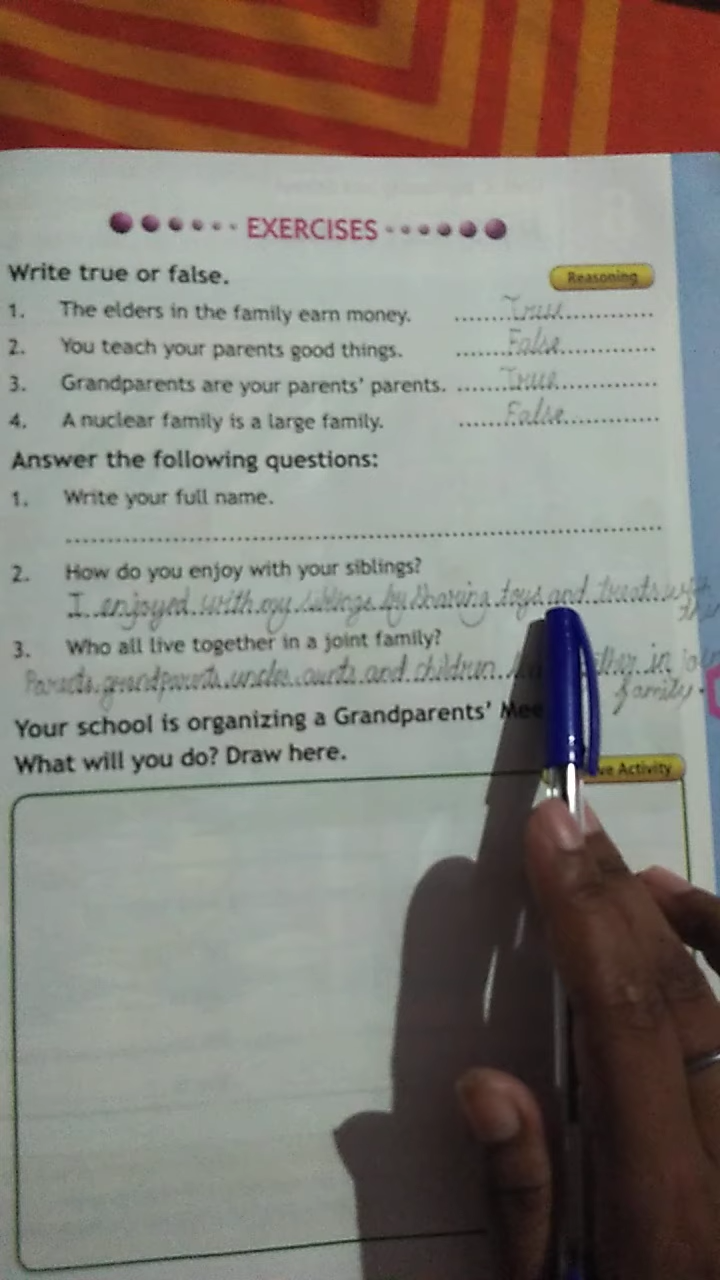 EXERCISES
Write true or false.
Reasoning
1. The elders in the family earn money. True
2. You teach your parents good things. False
3. Grandparents are your parents' parents. True
4. A nuclear family is a large family. False
Answer the following questions:
1. Write your full name.
2. How do you enjoy with your siblings?
I enjoyed with my siblings by sharing toys and treats with
3. Who all live together in a joint family?
Parents, grandparents, uncles, aunts and children in
family.
Your school is organizing a Grandparents'
What will you do? Draw here.
Activity